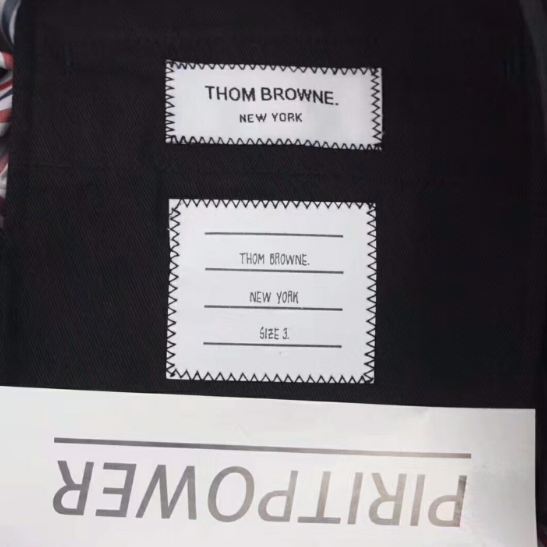 THOM BROWNE.
NEW YORK
THOM BROWNE.
NEW YORK
SIZE 3.
PIRITPOWER